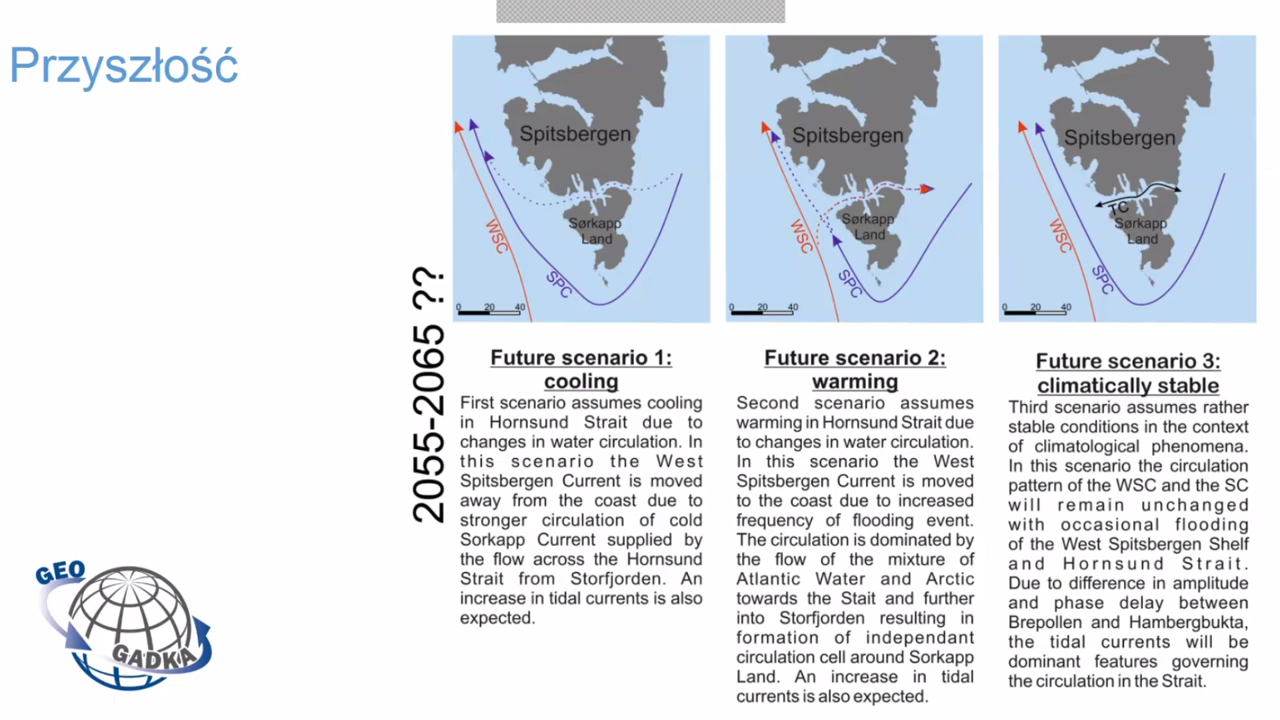 Przyszłość
2055-2065 ??
Spitsbergen
Sørkapp
Land
WSC
SPC
0 20 40
Spitsbergen
Sørkapp
Land
WSC
SPC
0 20 40
Spitsbergen
TC
Sørkapp
Land
WSC
SPC
0 20 40
Future scenario 1:
cooling
First scenario assumes cooling
in Hornsund Strait due to
changes in water circulation. In
this scenario the West
Spitsbergen Current is moved
away from the coast due to
stronger circulation of cold
Sorkapp Current supplied by
the flow across the Hornsund
Strait from Storfjorden. An
increase in tidal currents is also
expected.
Future scenario 2:
warming
Second scenario assumes
warming in Hornsund Strait due
to changes in water circulation.
In this scenario the West
Spitsbergen Current is moved
to the coast due to increased
frequency of flooding event.
The circulation is dominated by
the flow of the mixture of
Atlantic Water and Arctic
towards the Stait and further
into Storfjorden resulting in
formation of independant
circulation cell around Sorkapp
Land. An increase in tidal
currents is also expected.
Future scenario 3:
climatically stable
Third scenario assumes rather
stable conditions in the context
of climatological phenomena.
In this scenario the circulation
pattern of the WSC and the SC
will remain unchanged
with occasional flooding
of the West Spitsbergen Shelf
and Hornsund Strait.
Due to difference in amplitude
and phase delay between
Brepollen and Hambergbukta,
the tidal currents will be
dominant features governing
the circulation in the Strait.
GEO
GADKA